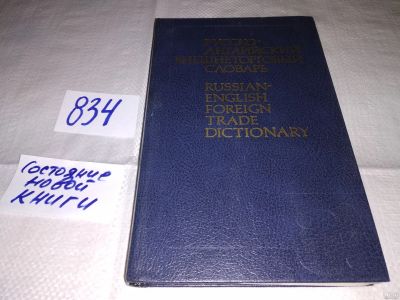 РУССКО-
АНГЛИЙСКИЙ
ВНЕШНЕТОРГОВЫЙ
СЛОВАРЬ
RUSSIAN-
ENGLISH
FOREIGN
TRADE
DICTIONARY
834
Состояние
новой
книги